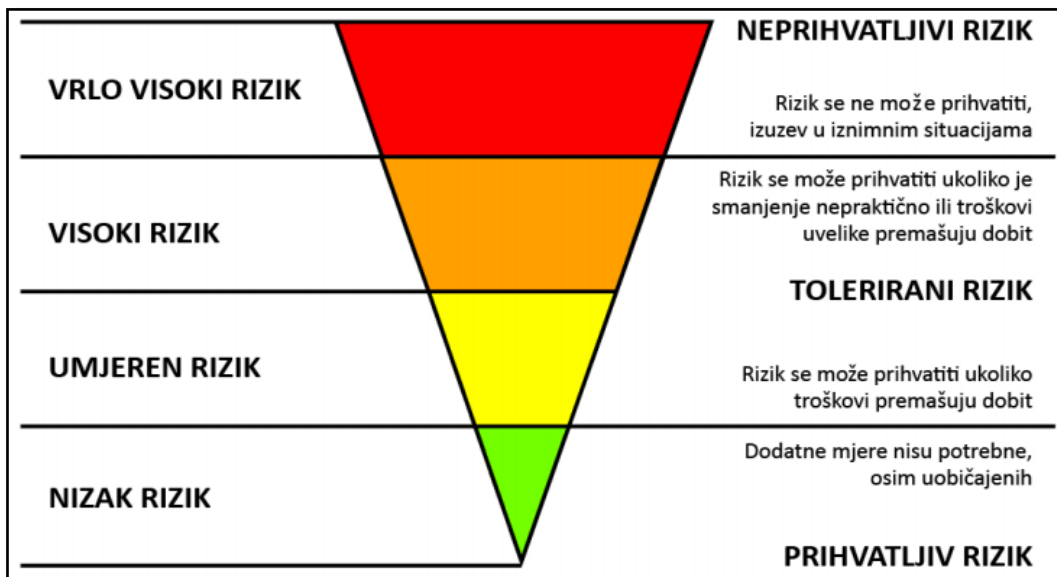 NEPRIHVATLJIVI RIZIK
VRLO VISOKI RIZIK
Rizik se ne može prihvatiti,
izuzev u iznimnim situacijama
Rizik se može prihvatiti ukoliko je
smanjenje nepraktično ili troškovi
uvelike premašuju dobit
VISOKI RIZIK
TOLERIRANI RIZIK
UMJEREN RIZIK
Rizik se može prihvatiti ukoliko
troškovi premašuju dobit
Dodatne mjere nisu potrebne,
osim uobičajenih
NIZAK RIZIK
PRIHVATLJIV RIZIK